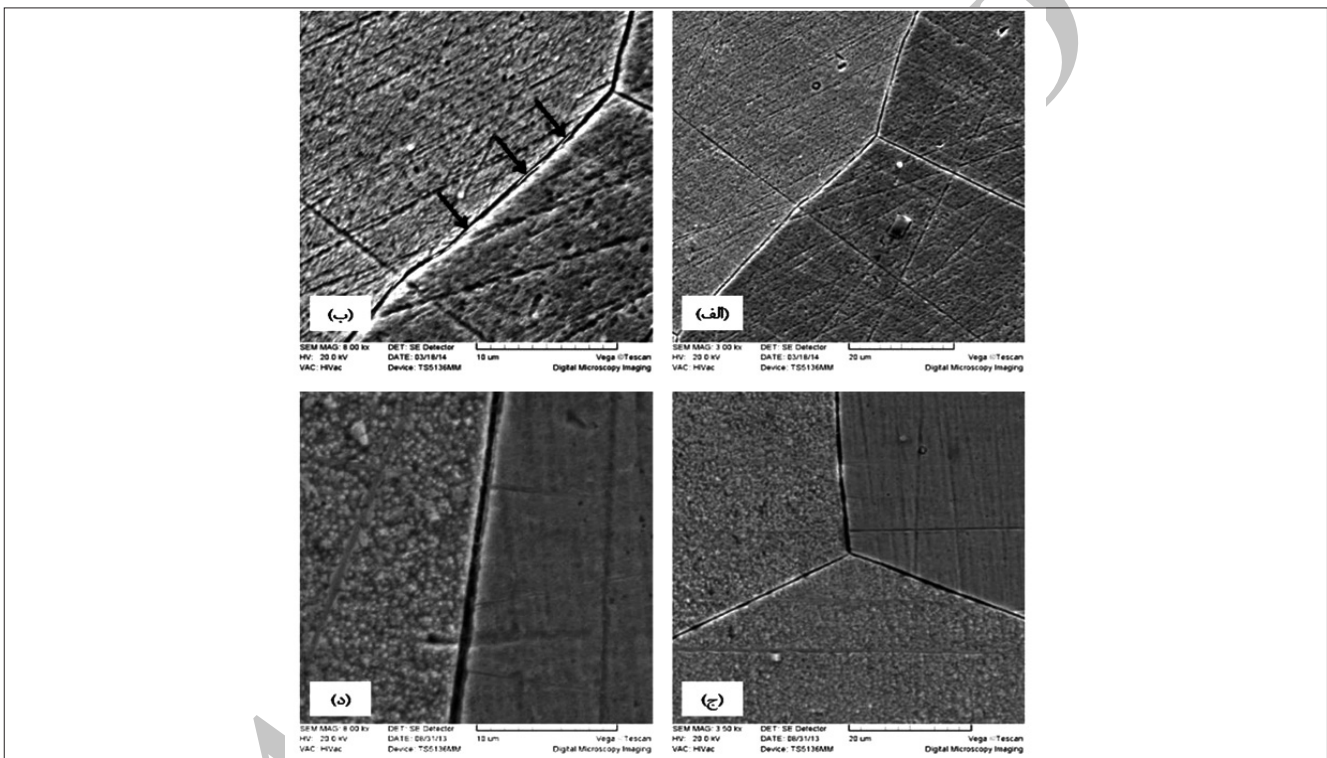 (الف)
SEM MAG: 3.00 kx DET: SE Detector
HV: 20.0 kV DATE: 03/18/14 20 um Vega ©Tescan
VAC: HiVac Device: TS5136MM Digital Microscopy Imaging
(ب)
SEM MAG: 8.00 kx DET: SE Detector
HV: 20.0 kV DATE: 03/18/14 10 um Vega ©Tescan
VAC: HiVac Device: TS5136MM Digital Microscopy Imaging
(ج)
SEM MAG: 3.50 kx DET: SE Detector
HV: 20.0 kV DATE: 08/31/13 20 um Vega ©Tescan
VAC: HiVac Device: TS5136MM Digital Microscopy Imaging
(د)
SEM MAG: 8.00 kx DET: SE Detector
HV: 20.0 kV DATE: 08/31/13 10 um Vega ©Tescan
VAC: HiVac Device: TS5136MM Digital Microscopy Imaging